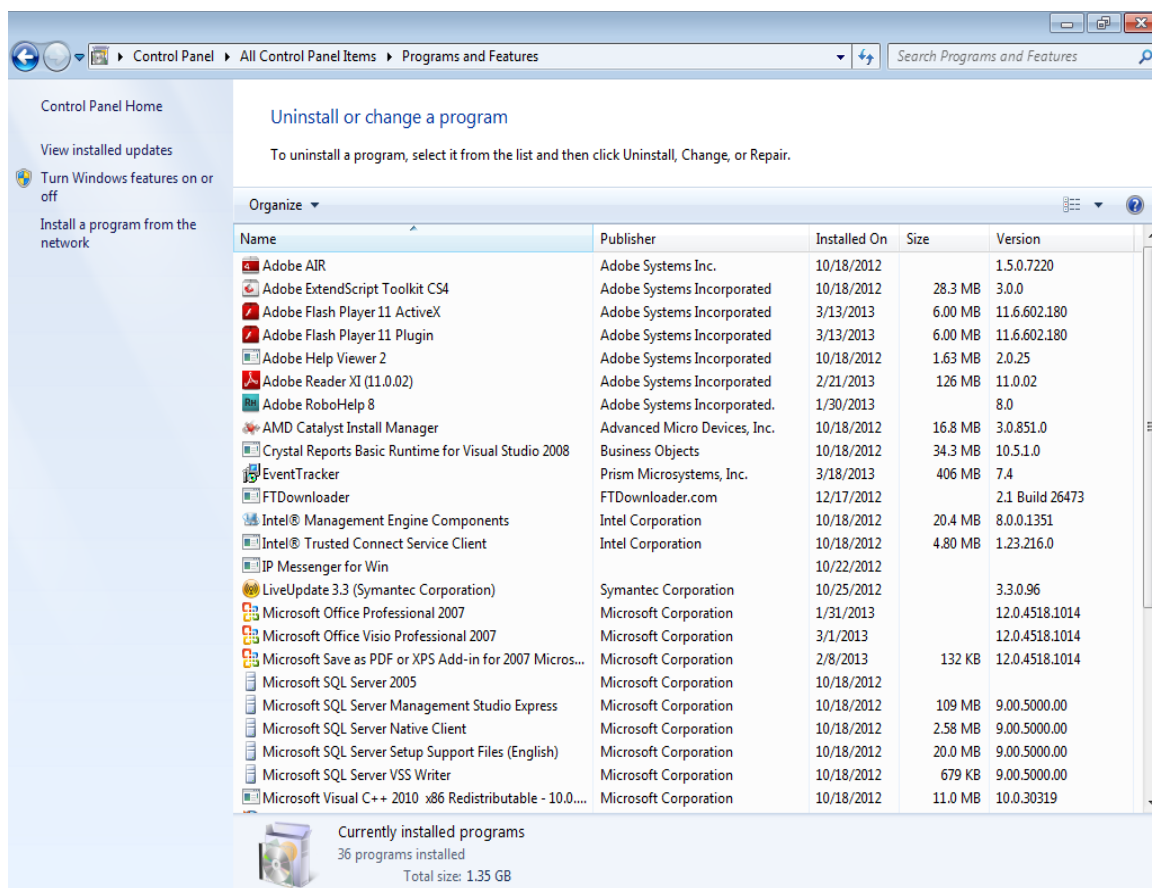 Control Panel ▸ All Control Panel Items ▸ Programs and Features
Search Programs and Features
Control Panel Home
View installed updates
Turn Windows features on or
off
Install a program from the
network
Uninstall or change a program
To uninstall a program, select it from the list and then click Uninstall, Change, or Repair.
Organize
Name Publisher Installed On Size Version
Adobe AIR Adobe Systems Inc. 10/18/2012 1.5.0.7220
Adobe ExtendScript Toolkit CS4 Adobe Systems Incorporated 10/18/2012 28.3 MB 3.0.0
Adobe Flash Player 11 ActiveX Adobe Systems Incorporated 3/13/2013 6.00 MB 11.6.602.180
Adobe Flash Player 11 Plugin Adobe Systems Incorporated 3/13/2013 6.00 MB 11.6.602.180
Adobe Help Viewer 2 Adobe Systems Incorporated 10/18/2012 1.63 MB 2.0.25
Adobe Reader XI (11.0.02) Adobe Systems Incorporated 2/21/2013 126 MB 11.0.02
Adobe RoboHelp 8 Adobe Systems Incorporated. 1/30/2013 8.0
AMD Catalyst Install Manager Advanced Micro Devices, Inc. 10/18/2012 16.8 MB 3.0.851.0
Crystal Reports Basic Runtime for Visual Studio 2008 Business Objects 10/18/2012 34.3 MB 10.5.1.0
EventTracker Prism Microsystems, Inc. 3/18/2013 406 MB 7.4
FTDownloader FTDownloader.com 12/17/2012 2.1 Build 26473
Intel® Management Engine Components Intel Corporation 10/18/2012 20.4 MB 8.0.0.1351
Intel® Trusted Connect Service Client Intel Corporation 10/18/2012 4.80 MB 1.23.216.0
IP Messenger for Win 10/22/2012
LiveUpdate 3.3 (Symantec Corporation) Symantec Corporation 10/25/2012 3.3.0.96
Microsoft Office Professional 2007 Microsoft Corporation 1/31/2013 12.0.4518.1014
Microsoft Office Visio Professional 2007 Microsoft Corporation 3/1/2013 12.0.4518.1014
Microsoft Save as PDF or XPS Add-in for 2007 Micros... Microsoft Corporation 2/8/2013 132 KB 12.0.4518.1014
Microsoft SQL Server 2005 Microsoft Corporation 10/18/2012
Microsoft SQL Server Management Studio Express Microsoft Corporation 10/18/2012 109 MB 9.00.5000.00
Microsoft SQL Server Native Client Microsoft Corporation 10/18/2012 2.58 MB 9.00.5000.00
Microsoft SQL Server Setup Support Files (English) Microsoft Corporation 10/18/2012 20.0 MB 9.00.5000.00
Microsoft SQL Server VSS Writer Microsoft Corporation 10/18/2012 679 KB 9.00.5000.00
Microsoft Visual C++ 2010 x86 Redistributable - 10.0.... Microsoft Corporation 10/18/2012 11.0 MB 10.0.30319
Currently installed programs
36 programs installed
Total size: 1.35 GB